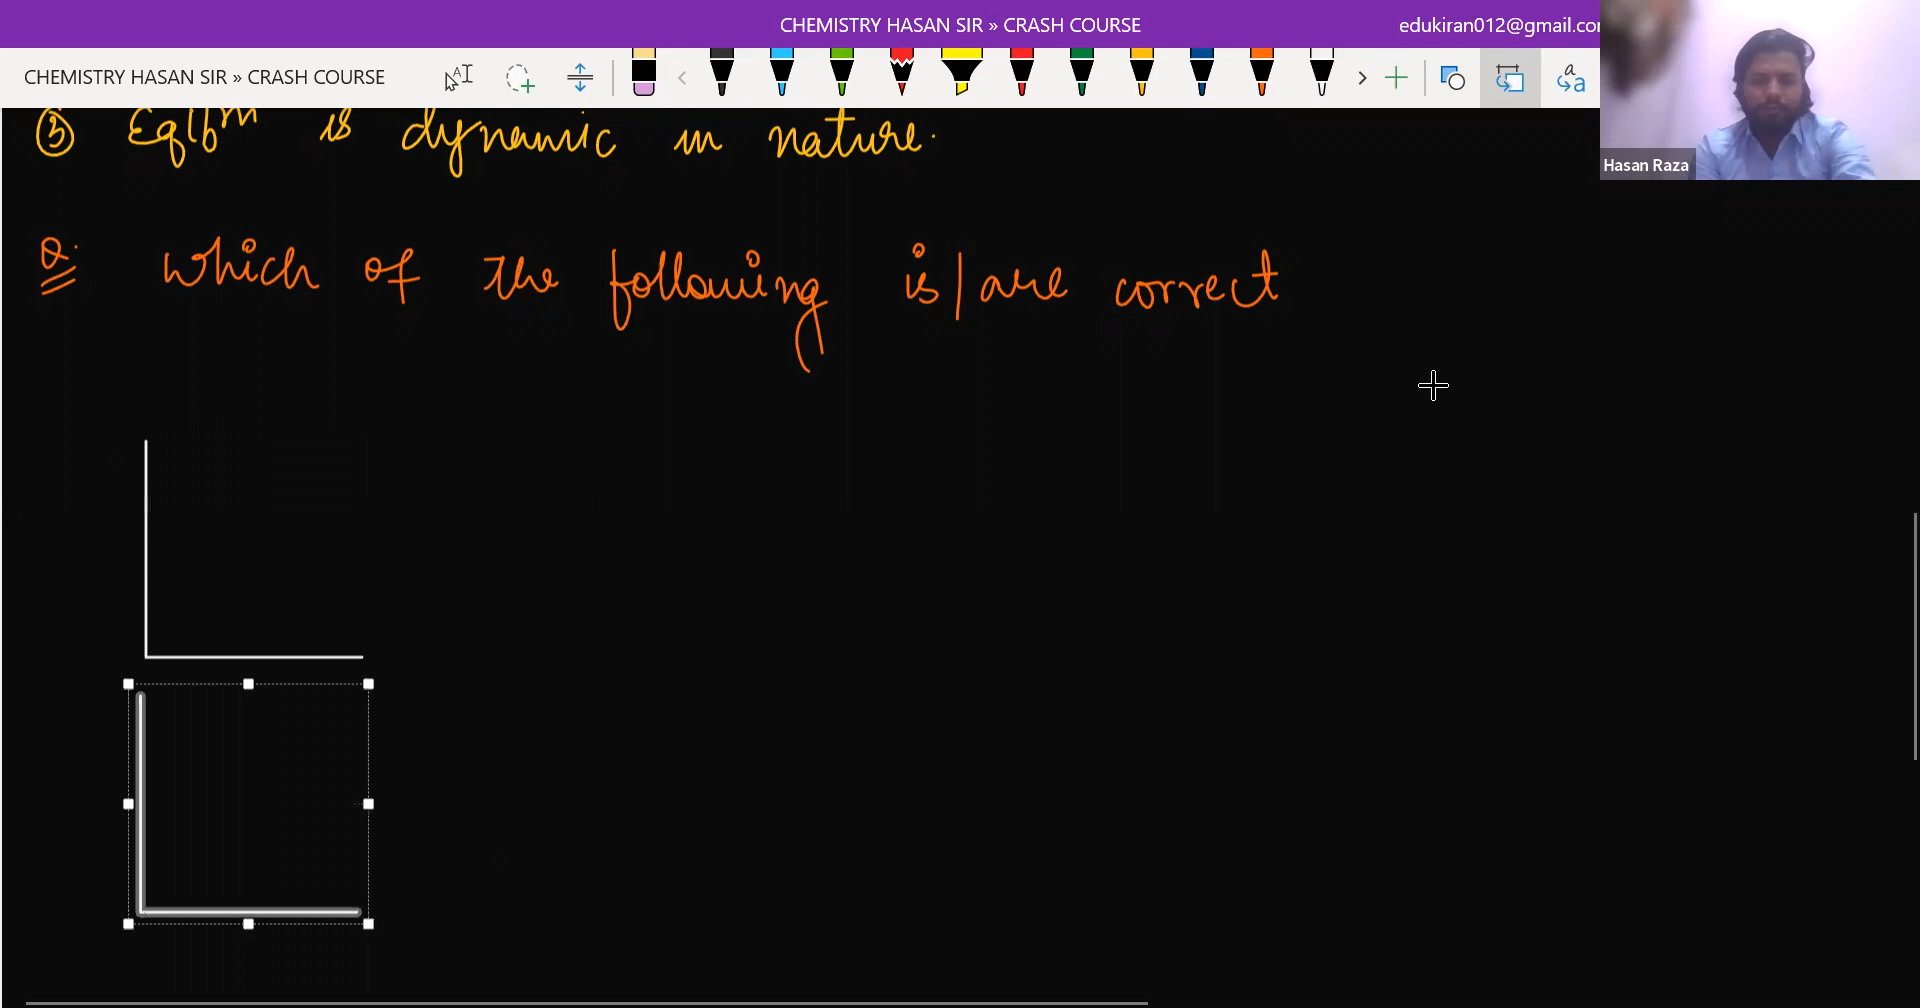 CHEMISTRY HASAN SIR » CRASH COURSE
edukiran012@gmail.co
CHEMISTRY HASAN SIR » CRASH COURSE
Hasan Raza
③ Eqlbᵐ is dynamic in nature.
Q. which of the following is/are correct